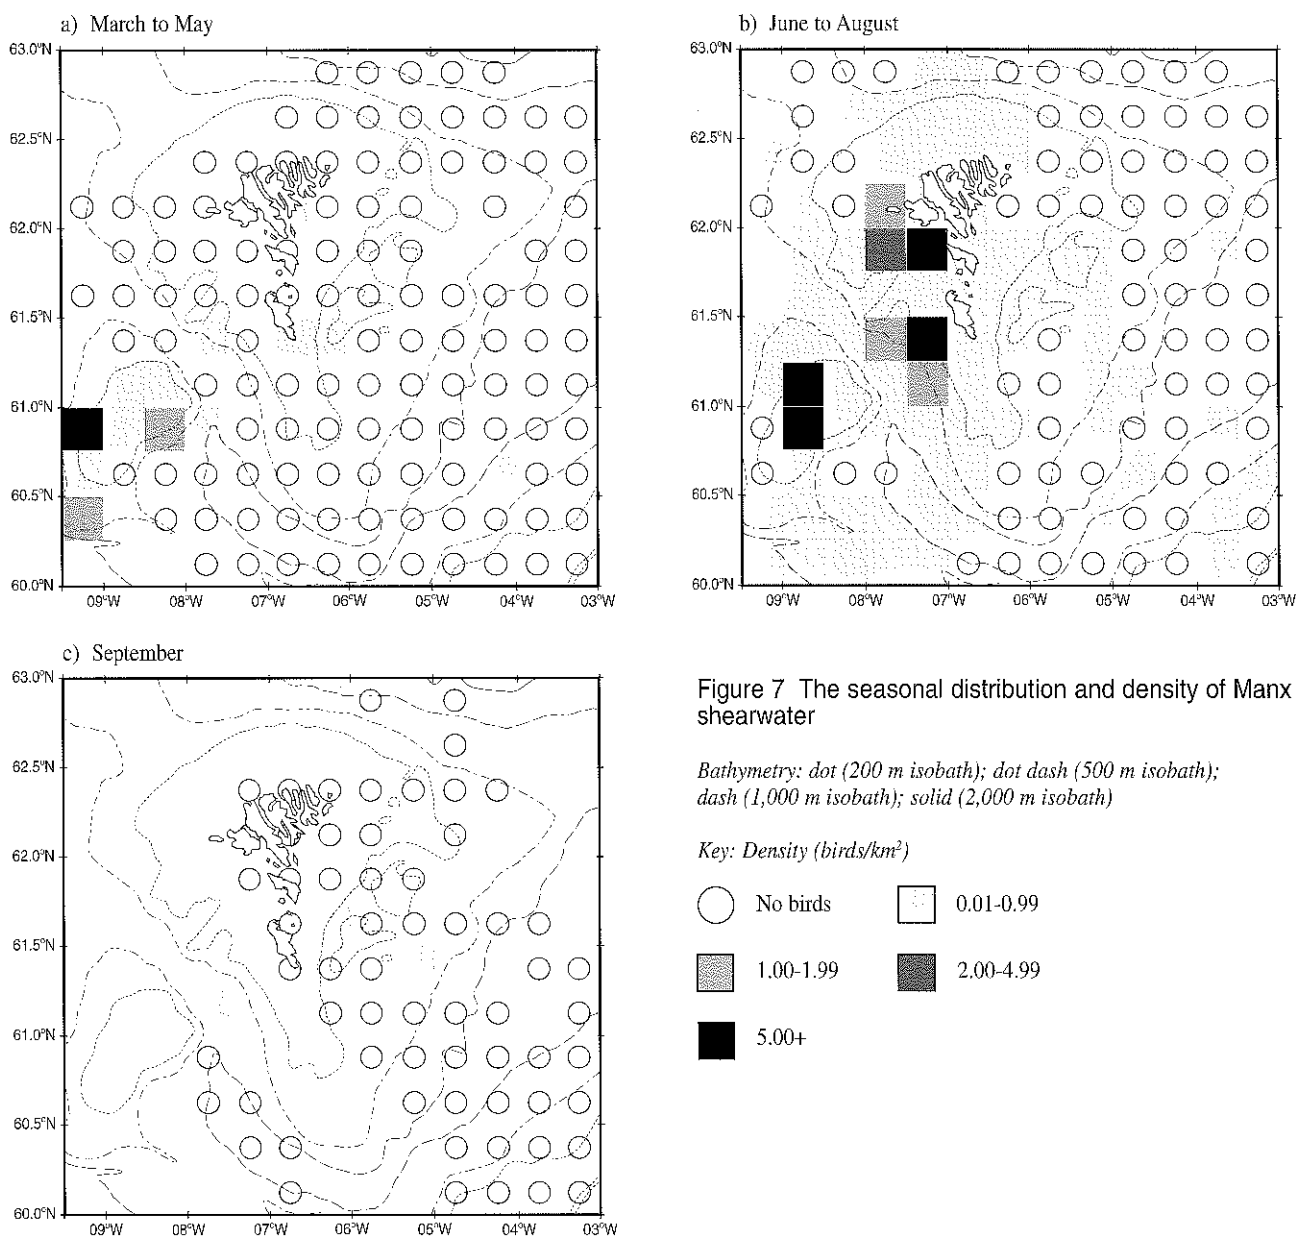 a) March to May
63.0°N
62.5°N
62.0°N
61.5°N
61.0°N
60.5°N
60.0°N
09°W 08°W 07°W 06°W 05°W 04°W 03°W
b) June to August
63.0°N
62.5°N
62.0°N
61.5°N
61.0°N
60.5°N
60.0°N
09°W 08°W 07°W 06°W 05°W 04°W 03°W
c) September
63.0°N
62.5°N
62.0°N
61.5°N
61.0°N
60.5°N
60.0°N
09°W 08°W 07°W 06°W 05°W 04°W 03°W
Figure 7 The seasonal distribution and density of Manx
shearwater
Bathymetry: dot (200 m isobath); dot dash (500 m isobath);
dash (1,000 m isobath); solid (2,000 m isobath)
Key: Density (birds/km²)
No birds 0.01-0.99
1.00-1.99 2.00-4.99
5.00+